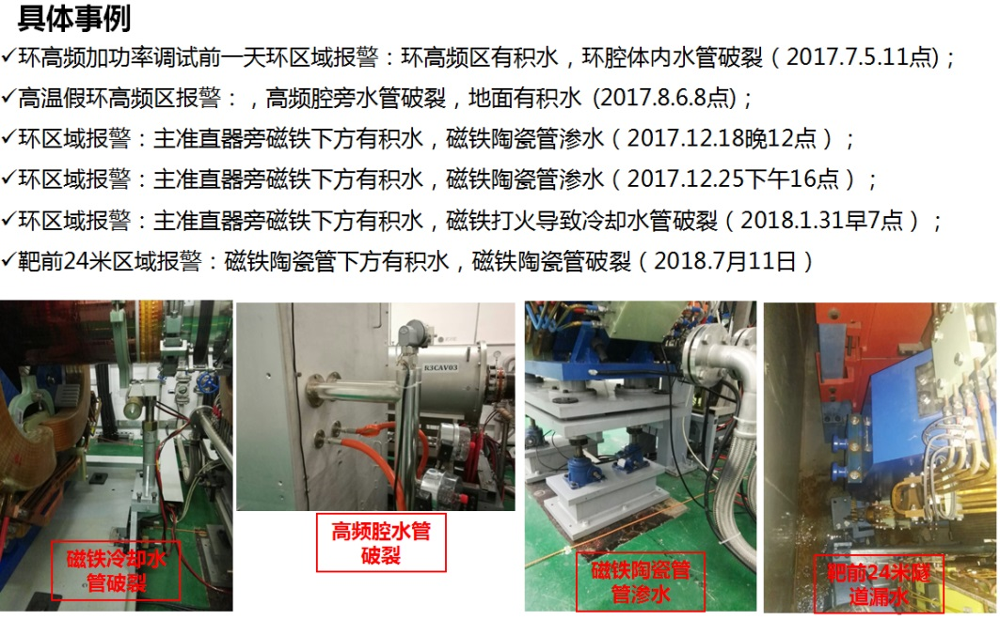 具体事例
✓环高频加功率调试前一天环区域报警：环高频区有积水，环腔体内水管破裂（2017.7.5.11点)；
✓高温假环高频区报警：，高频腔旁水管破裂，地面有积水 (2017.8.6.8点)；
✓环区域报警：主准直器旁磁铁下方有积水，磁铁陶瓷管渗水（2017.12.18晚12点）；
✓环区域报警：主准直器旁磁铁下方有积水，磁铁陶瓷管渗水（2017.12.25下午16点）；
✓环区域报警：主准直器旁磁铁下方有积水，磁铁打火导致冷却水管破裂（2018.1.31早7点）；
✓靶前24米区域报警：磁铁陶瓷管下方有积水，磁铁陶瓷管破裂（2018.7月11日）
R3CAV03
磁铁冷却水
管破裂
高频腔水管
破裂
磁铁陶瓷管
管渗水
靶前24米隧
道漏水